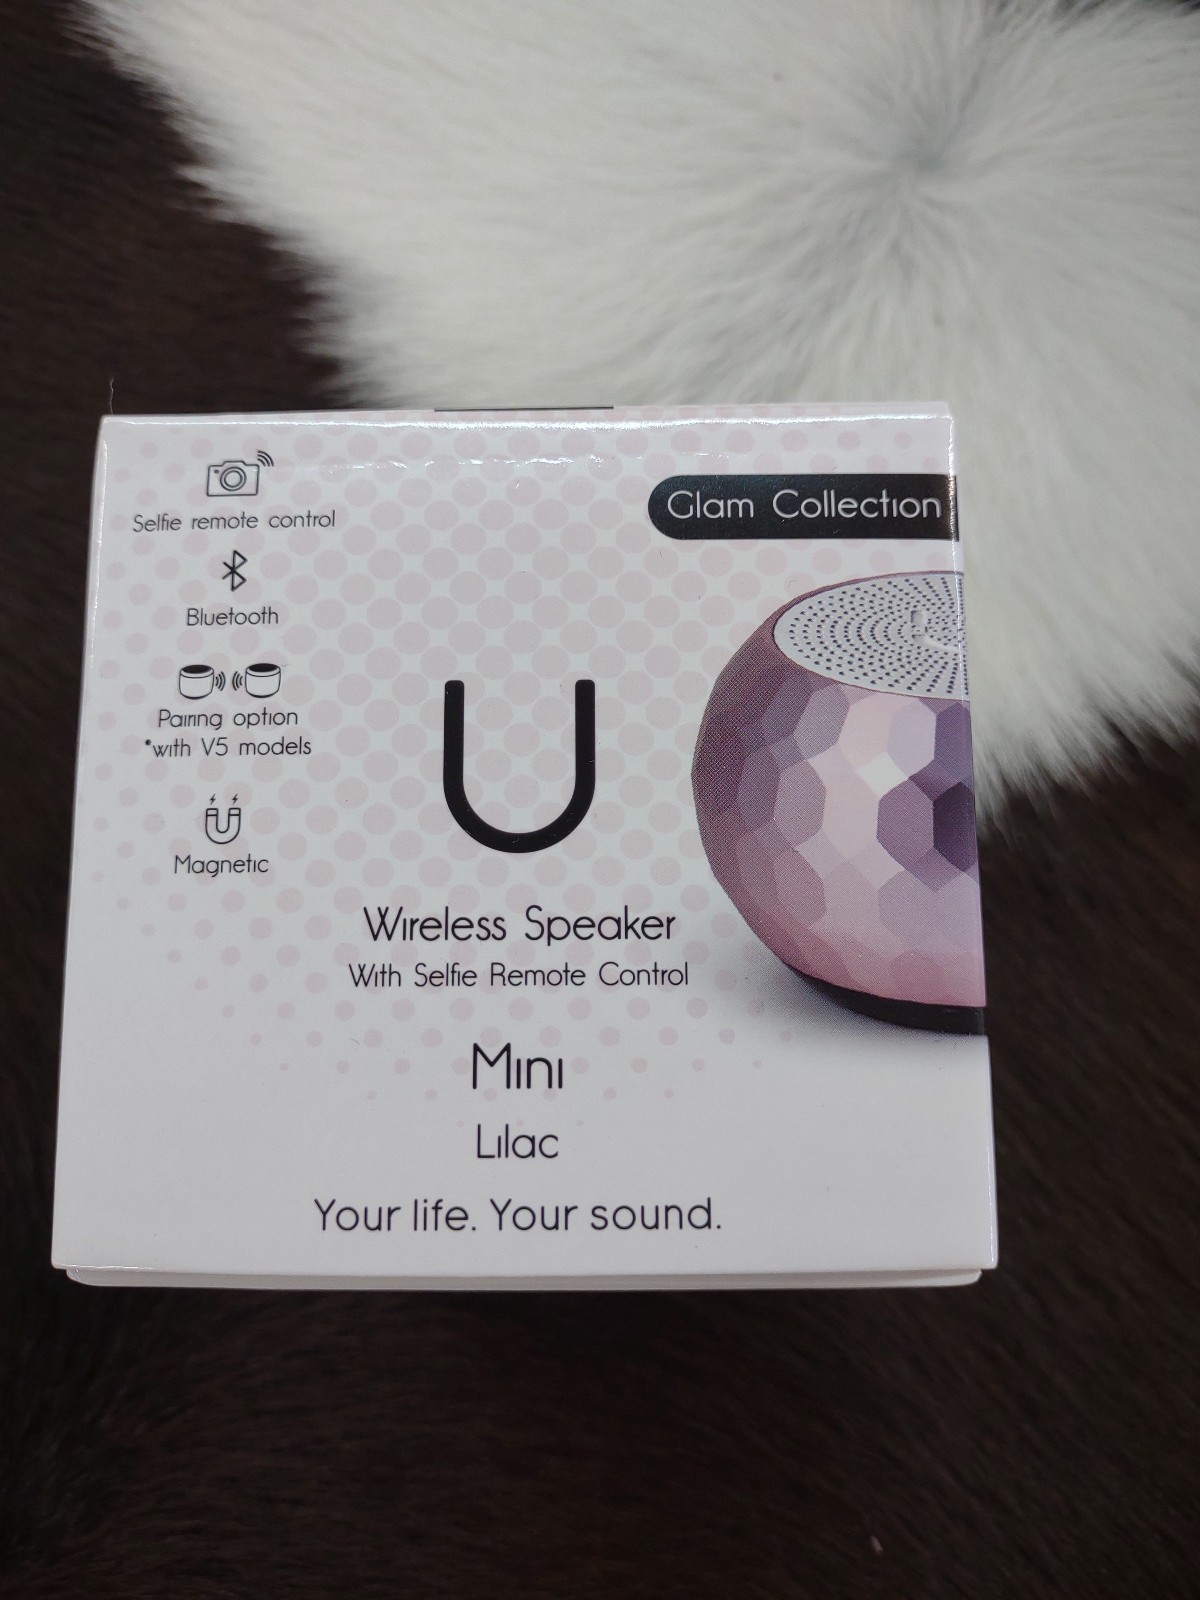 Selfie remote control
Bluetooth
Pairing option
*with V5 models
Magnetic
Glam Collection
U
Wireless Speaker
With Selfie Remote Control
Mini
Lilac
Your life. Your sound.